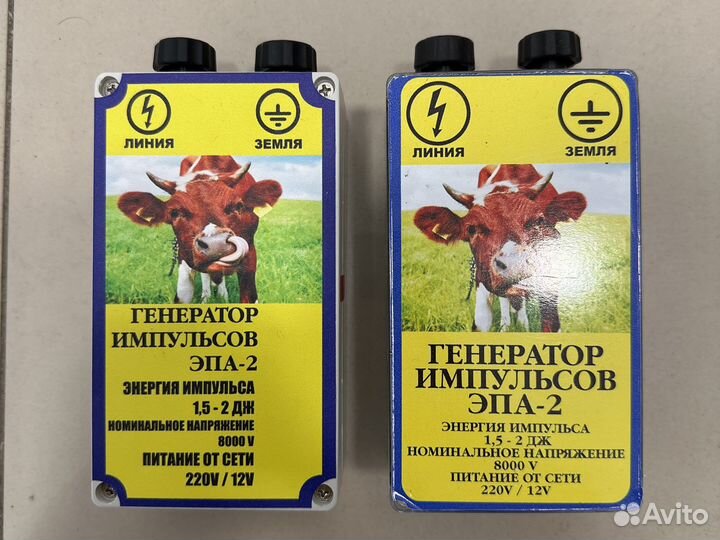 ЛИНИЯ
ЗЕМЛЯ
ГЕНЕРАТОР
ИМПУЛЬСОВ
ЭПА-2
ЭНЕРГИЯ ИМПУЛЬСА
1,5 - 2 ДЖ
НОМИНАЛЬНОЕ НАПРЯЖЕНИЕ
8000 V
ПИТАНИЕ ОТ СЕТИ
220V / 12V
ЛИНИЯ
ЗЕМЛЯ
ГЕНЕРАТОР
ИМПУЛЬСОВ
ЭПА-2
ЭНЕРГИЯ ИМПУЛЬСА
1,5 - 2 ДЖ
НОМИНАЛЬНОЕ НАПРЯЖЕНИЕ
8000 V
ПИТАНИЕ ОТ СЕТИ
220V / 12V
Avito